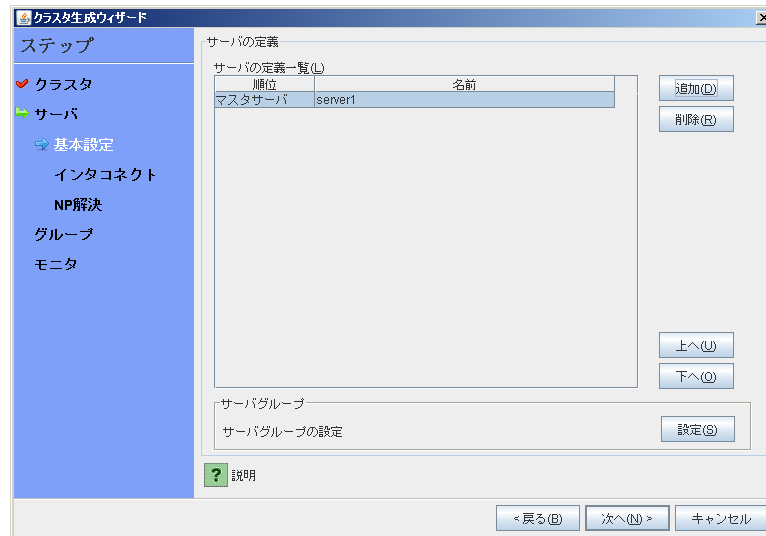 クラスタ生成ウィザード
ステップ
クラスタ
サーバ
基本設定
インタコネクト
NP解決
グループ
モニタ
サーバの定義
サーバの定義一覧(L)
順位 名前
マスタサーバ server1
追加(D)
削除(R)
上へ(U)
下へ(O)
サーバグループ
サーバグループの設定 設定(S)
? 説明
<戻る(B) 次へ(N)> キャンセル